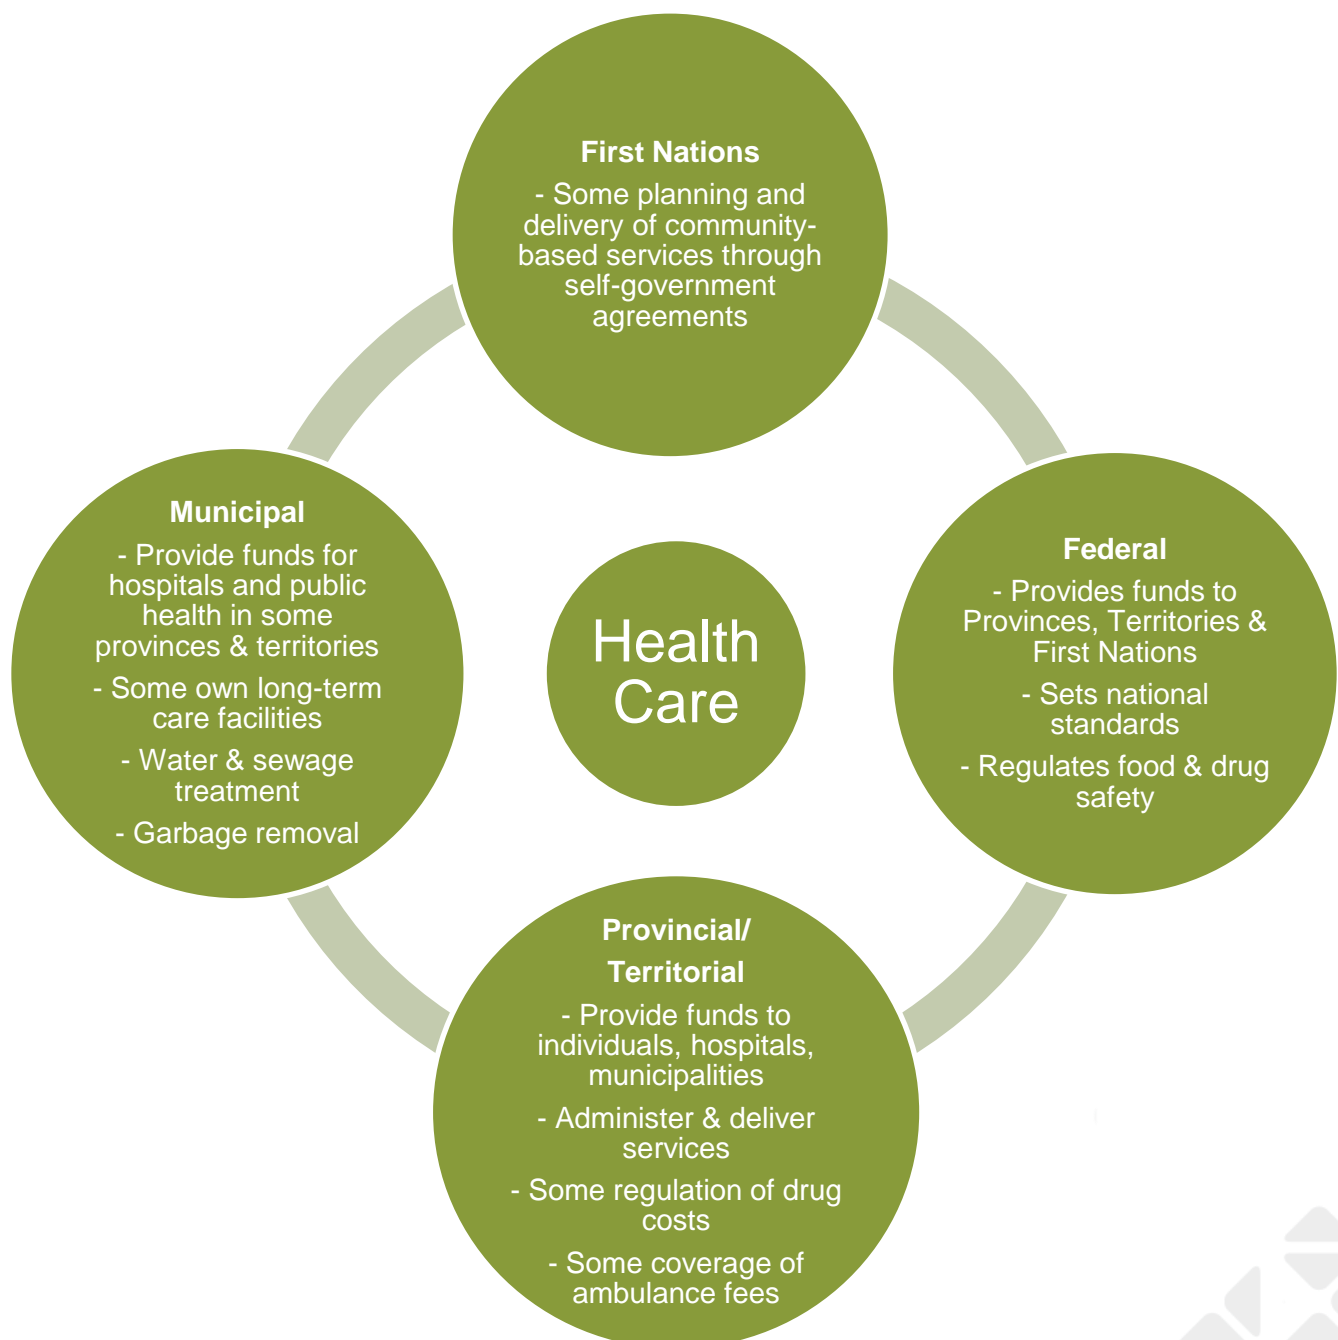 First Nations
- Some planning and
delivery of community-
based services through
self-government
agreements
Municipal
- Provide funds for
hospitals and public
health in some
provinces & territories
- Some own long-term
care facilities
- Water & sewage
treatment
- Garbage removal
Health
Care
Federal
- Provides funds to
Provinces, Territories &
First Nations
- Sets national
standards
- Regulates food & drug
safety
Provincial/
Territorial
- Provide funds to
individuals, hospitals,
municipalities
- Administer & deliver
services
- Some regulation of drug
costs
- Some coverage of
ambulance fees